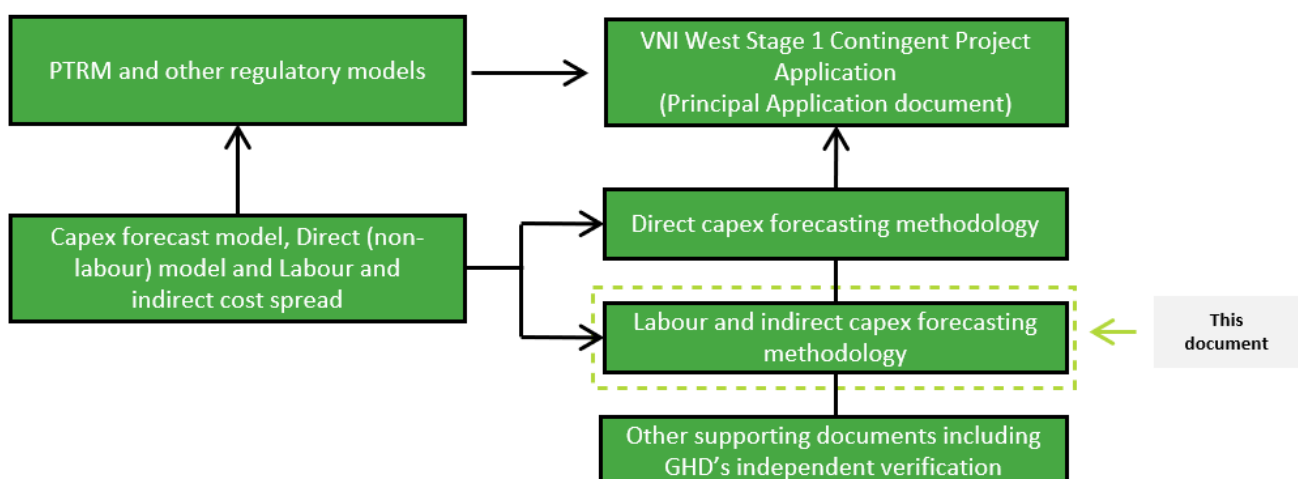 PTRM and other regulatory models
VNI West Stage 1 Contingent Project
Application
(Principal Application document)
Capex forecast model, Direct (non-
labour) model and Labour and
indirect cost spread
Direct capex forecasting methodology
Labour and indirect capex forecasting
methodology
This
document
Other supporting documents including
GHD's independent verification